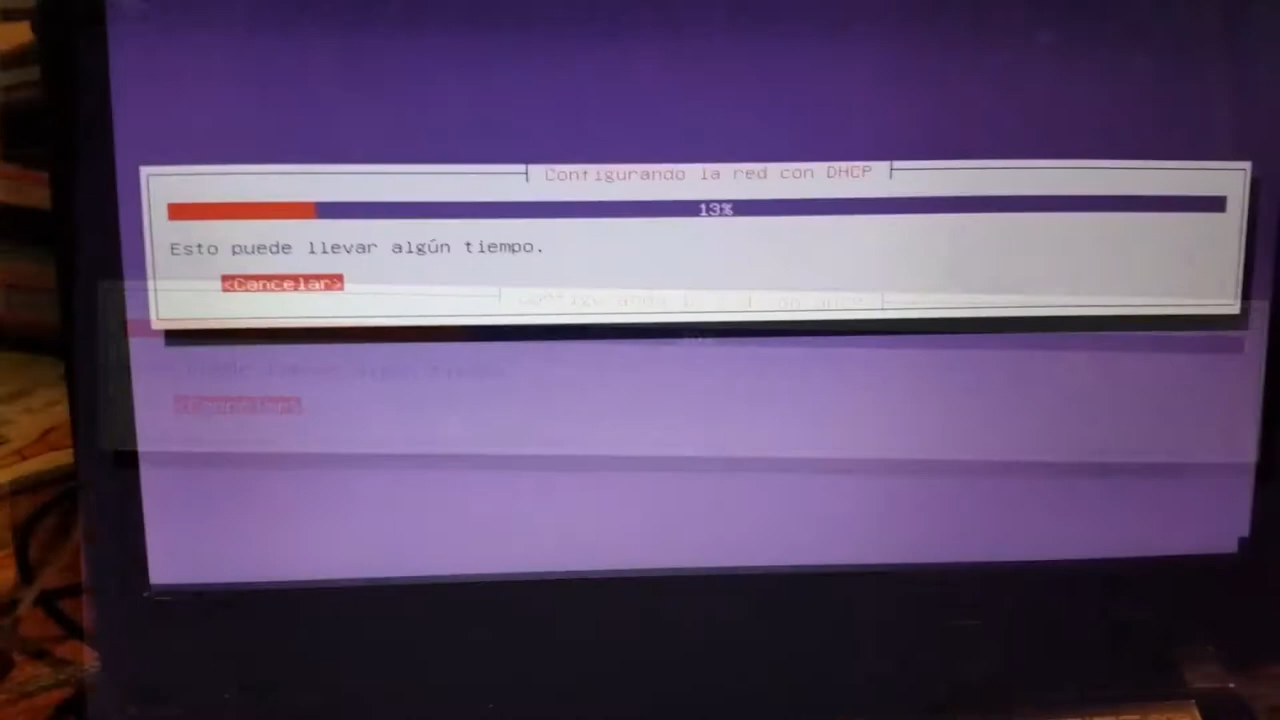 Configurando la red con DHCP
13%
Esto puede llevar algún tiempo.
<Cancelar>